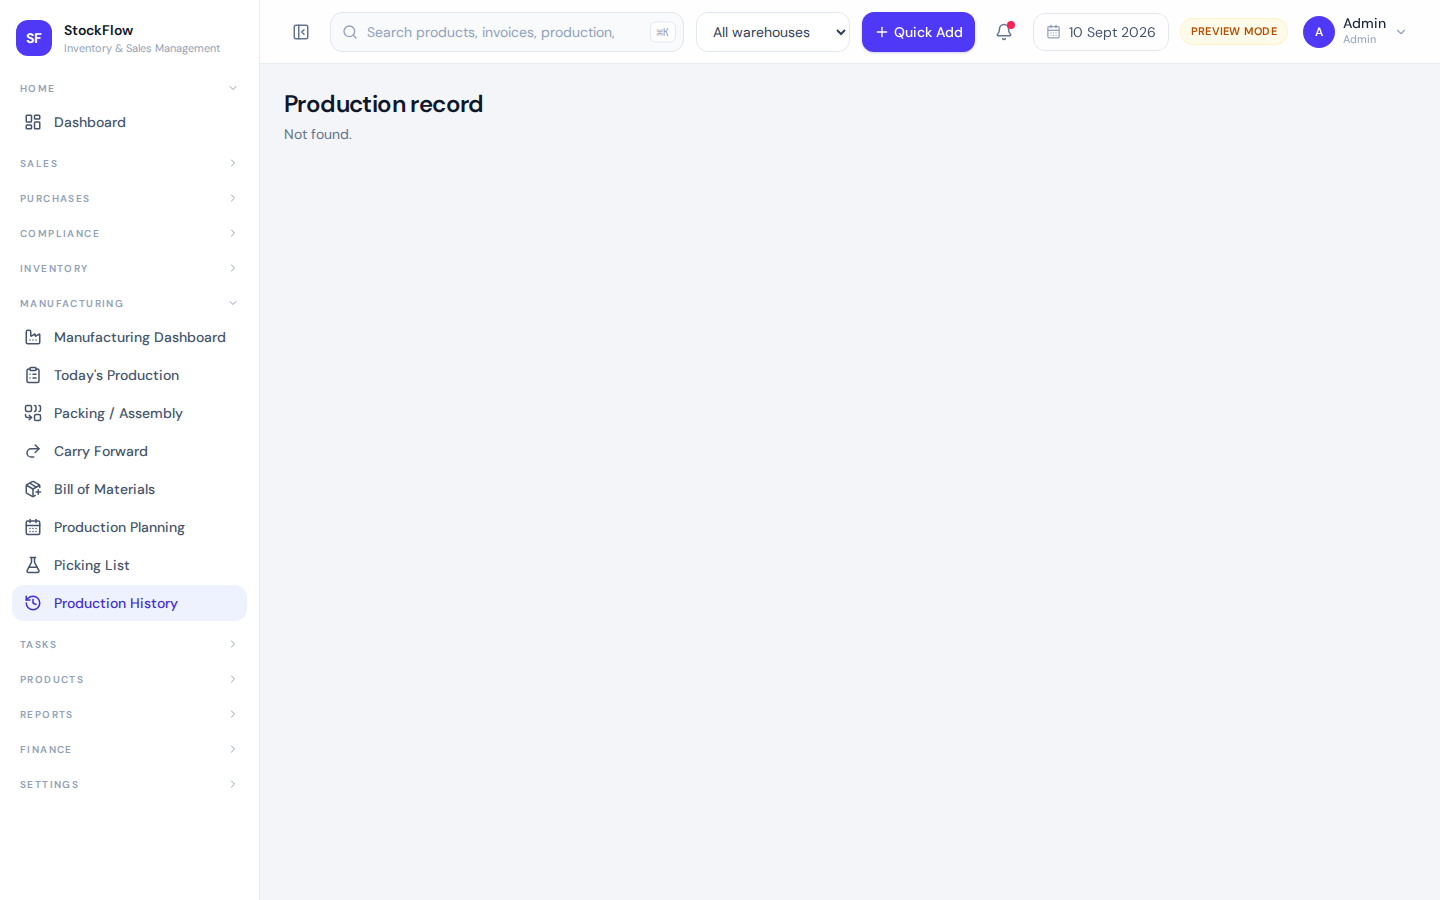 SF
StockFlow
Inventory & Sales Management
HOME
Dashboard
SALES
PURCHASES
COMPLIANCE
INVENTORY
MANUFACTURING
Manufacturing Dashboard
Today's Production
Packing / Assembly
Carry Forward
Bill of Materials
Production Planning
Picking List
Production History
TASKS
PRODUCTS
REPORTS
FINANCE
SETTINGS
Search products, invoices, production,
⌘K
All warehouses
+ Quick Add
10 Sept 2026
PREVIEW MODE
A
Admin
Admin
Production record
Not found.